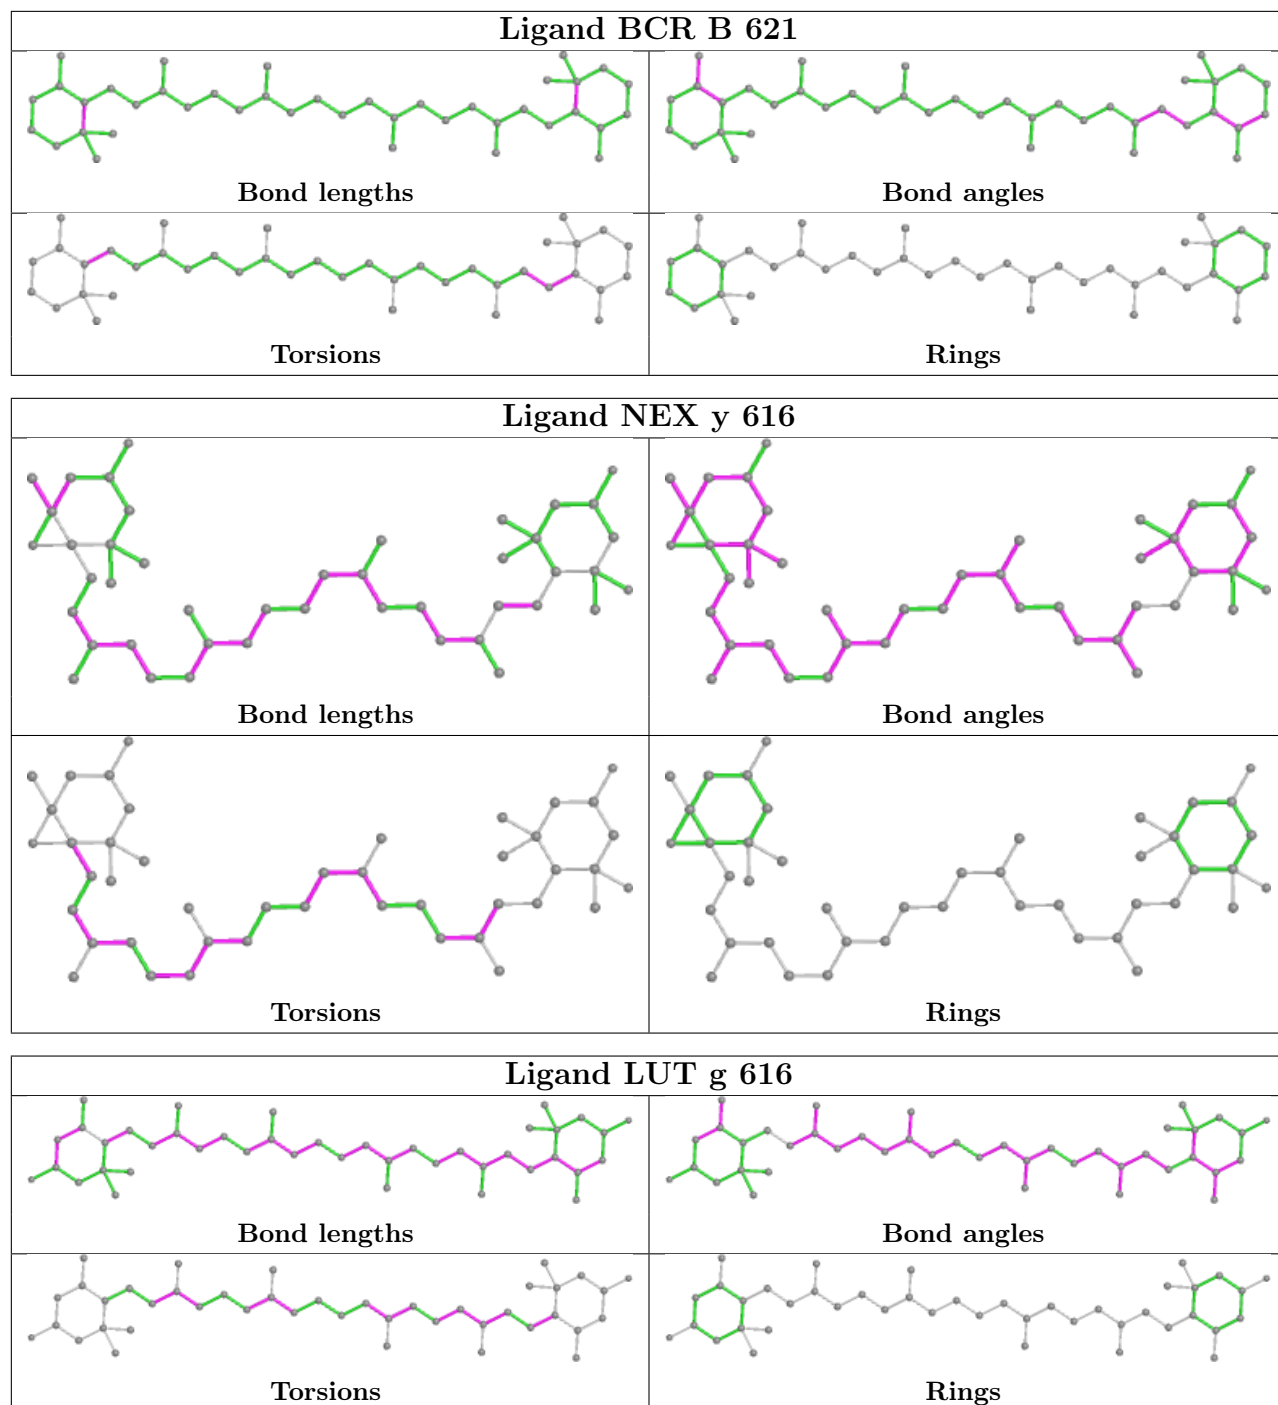 Ligand BCR B 621
Bond lengths
Bond angles
Torsions
Rings
Ligand NEX y 616
Bond lengths
Bond angles
Torsions
Rings
Ligand LUT g 616
Bond lengths
Bond angles
Torsions
Rings